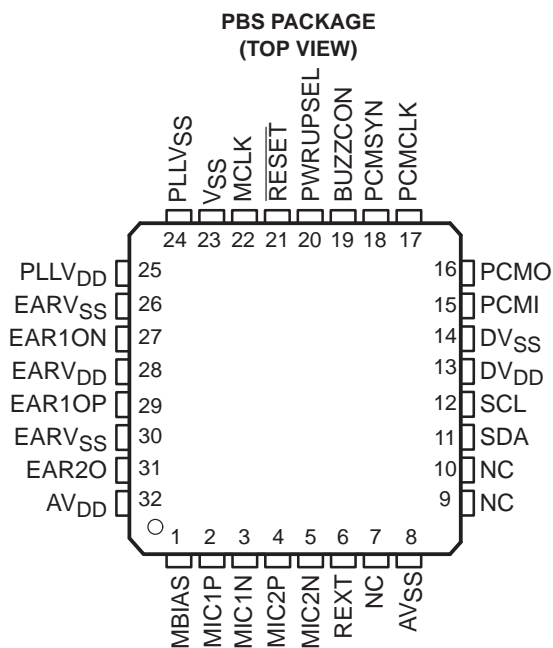 PBS PACKAGE
(TOP VIEW)
PLLVSS
VSS
MCLK
RESET
PWRUPSEL
BUZZCON
PCMSYN
PCMCLK
24 23 22 21 20 19 18 17
PLLVDD 25
EARVSS 26
EAR1ON 27
EARVDD 28
EAR1OP 29
EARVSS 30
EAR2O 31
AVDD 32
16 PCMO
15 PCMI
14 DVSS
13 DVDD
12 SCL
11 SDA
10 NC
9 NC
1 2 3 4 5 6 7 8
MBIAS
MIC1P
MIC1N
MIC2P
MIC2N
REXT
NC
AVSS